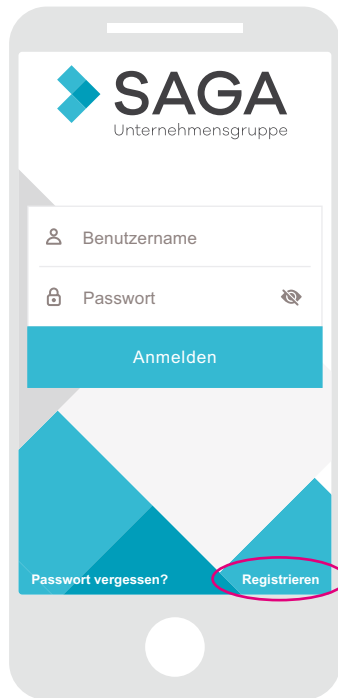 SAGA
Unternehmensgruppe
Benutzername
Passwort
Anmelden
Passwort vergessen?
Registrieren